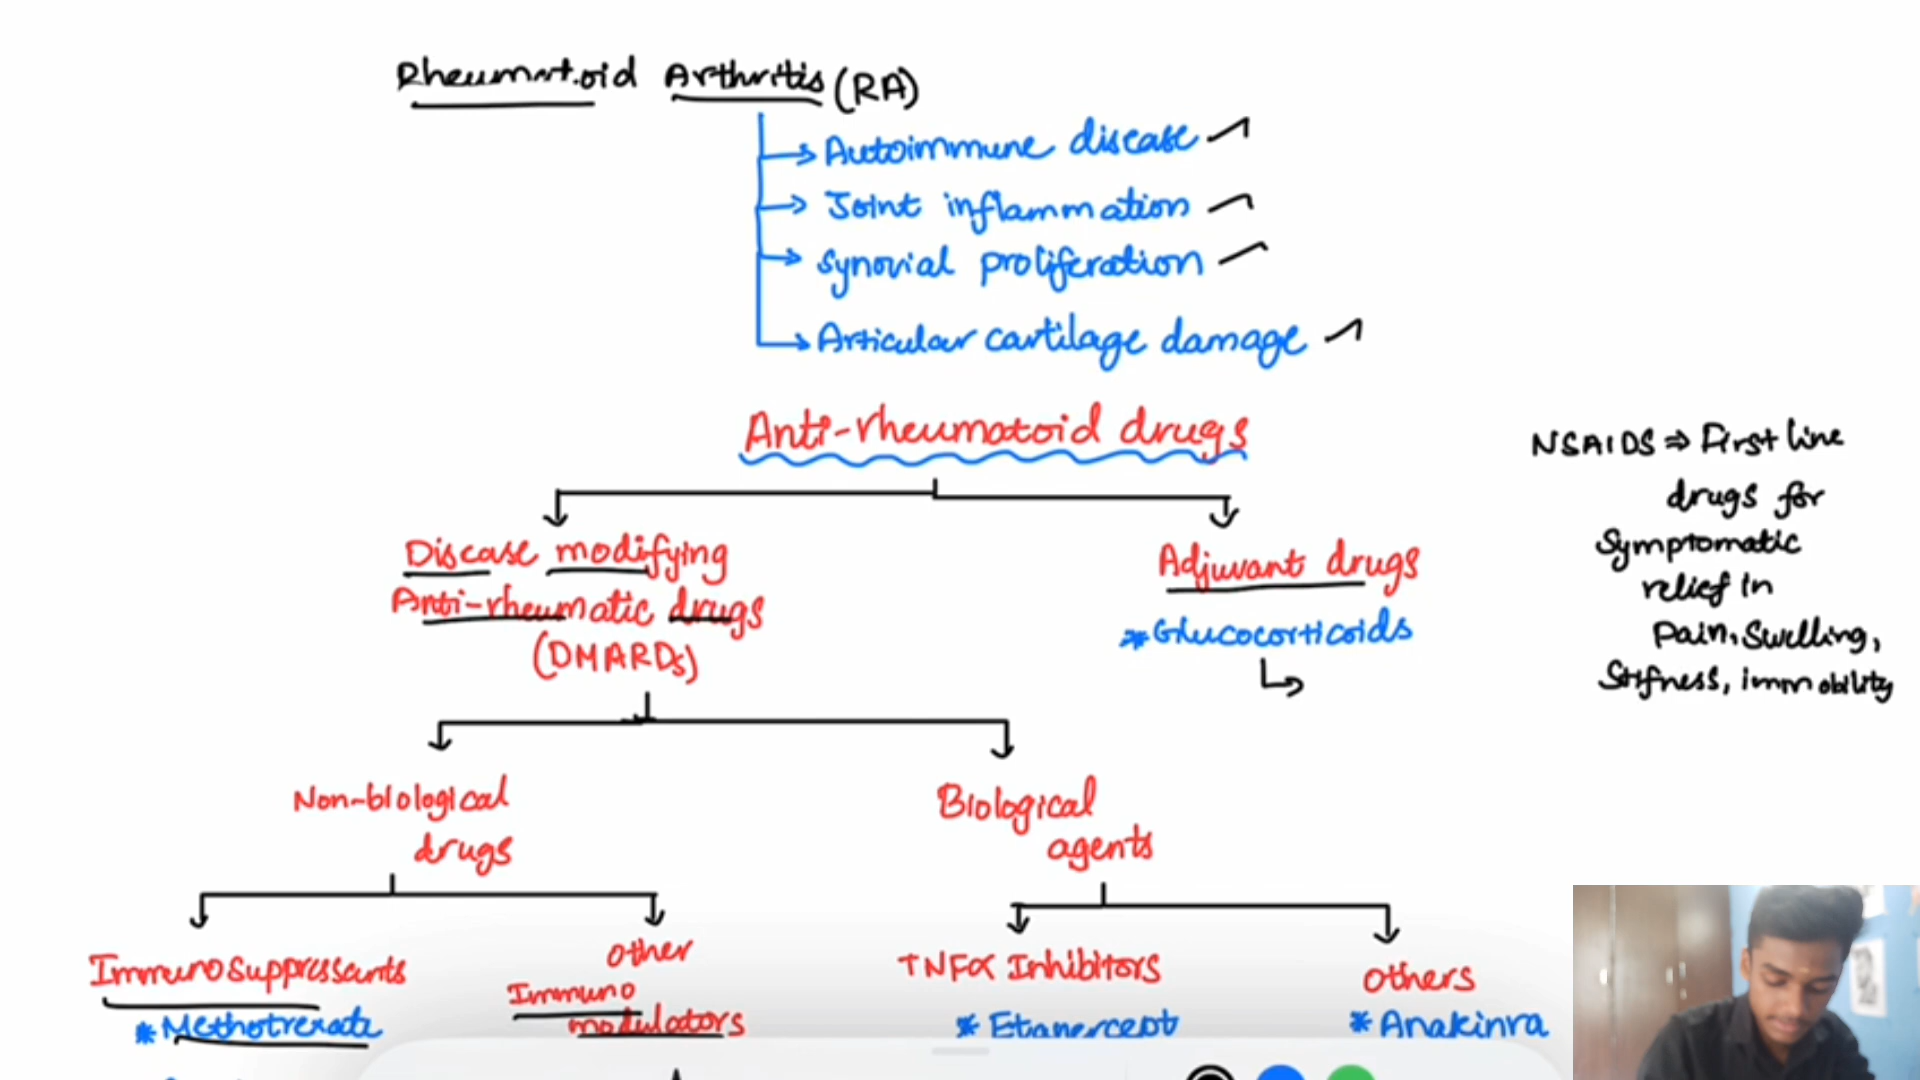 Rheumatoid Arthritis (RA)
Autoimmune disease
Joint inflammation
Synovial proliferation
Articular cartilage damage
Anti-rheumatoid drugs
Disease modifying
Anti-rheumatic drugs
(DMARDs)
Adjuvant drugs
*Glucocorticoids
NSAIDS ⇒ First line
drugs for
Symptomatic
relief in
Pain, Swelling,
Stifness, immobility
Non-biological
drugs
Biological
agents
Immunosuppressants
*Methotrexate
other
Immuno
modulators
TNFα Inhibitors
*Etanercept
others
*Anakinra